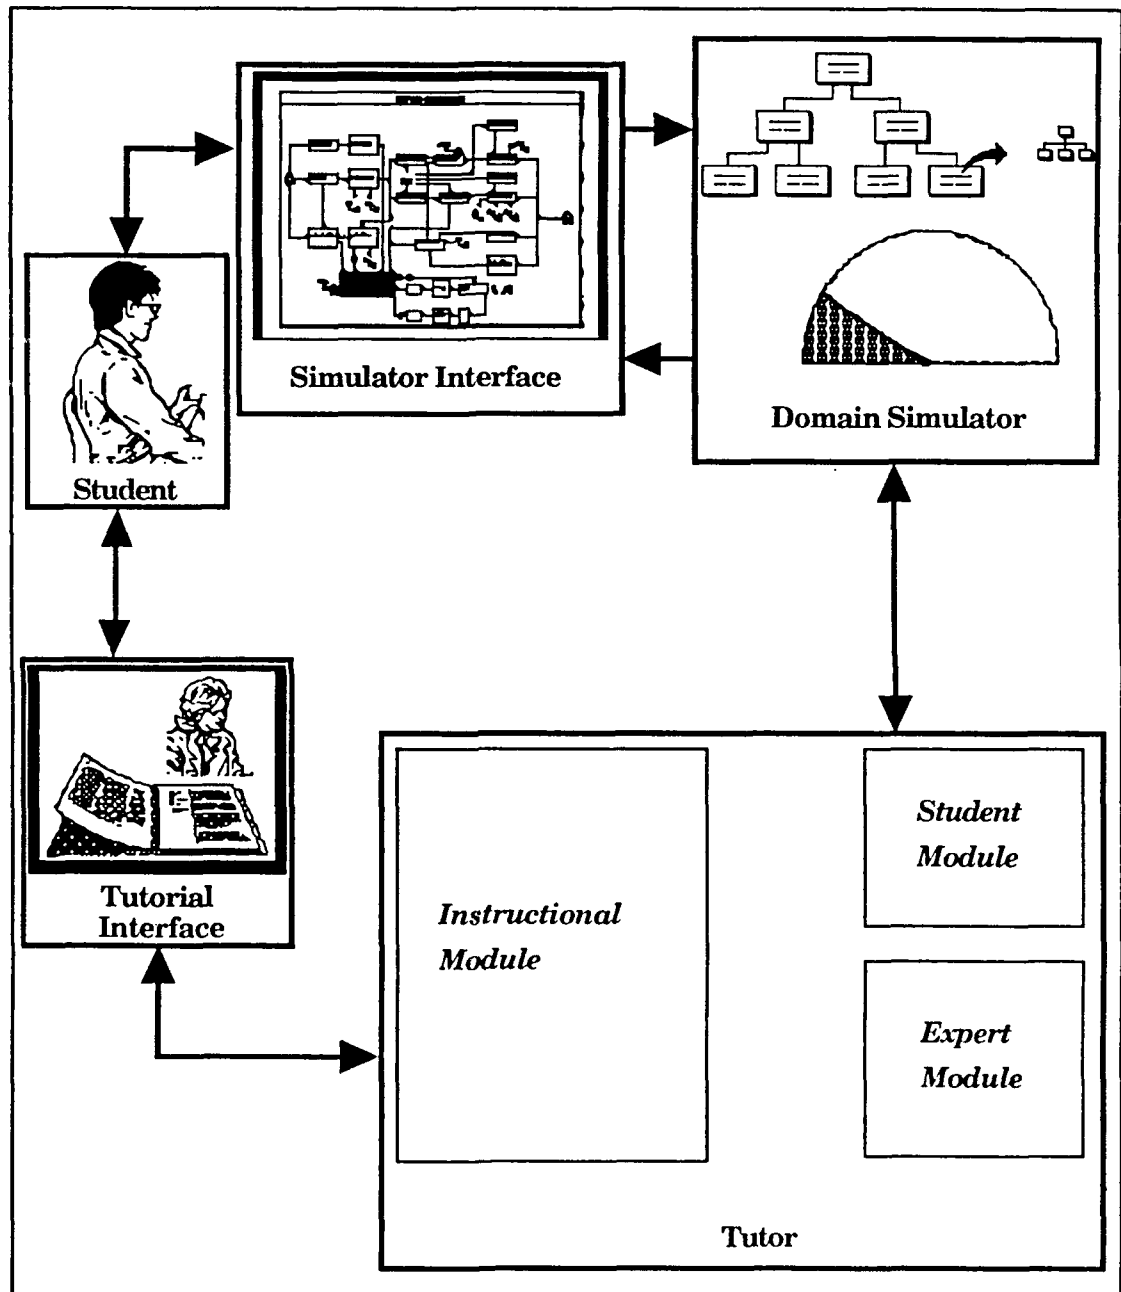 Simulator Interface
Domain Simulator
Student
Tutorial
Interface
Instructional
Module
Student
Module
Expert
Module
Tutor